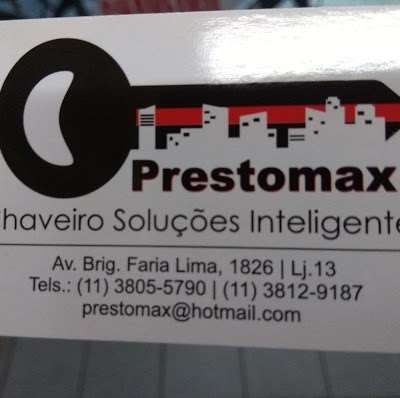 Prestomax
haveiro Soluções Inteligente
Av. Brig. Faria Lima, 1826 | Lj.13
Tels.: (11) 3805-5790 | (11) 3812-9187
prestomax@hotmail.com